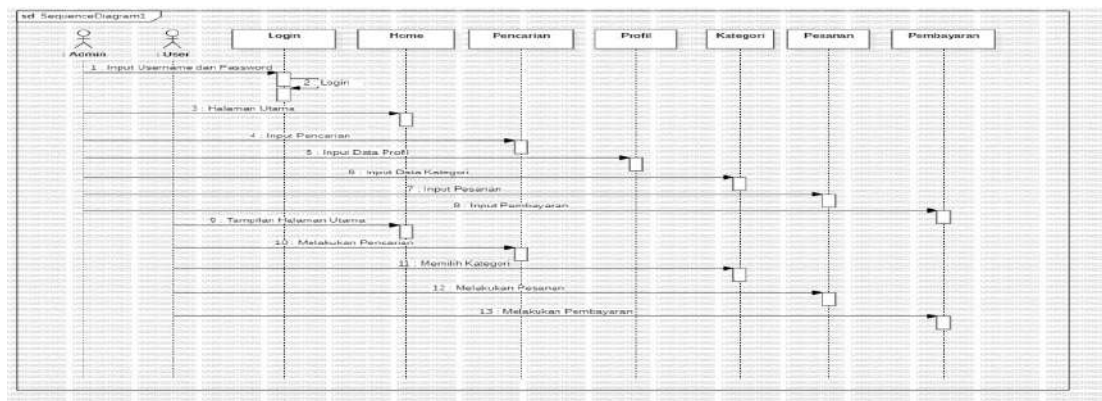 sd SequenceDiagram1
: Admin
: User
Login
Home
Pencarian
Profil
Kategori
Pesanan
Pembayaran
1 : Input Username dan Password
2 : Login
3 : Halaman Utama
4 : Input Pencarian
5 : Input Data Profil
6 : Input Data Kategori
7 : Input Pesanan
8 : Input Pembayaran
9 : Tampilan Halaman Utama
10 : Melakukan Pencarian
11 : Memilih Kategori
12 : Melakukan Pesanan
13 : Melakukan Pembayaran